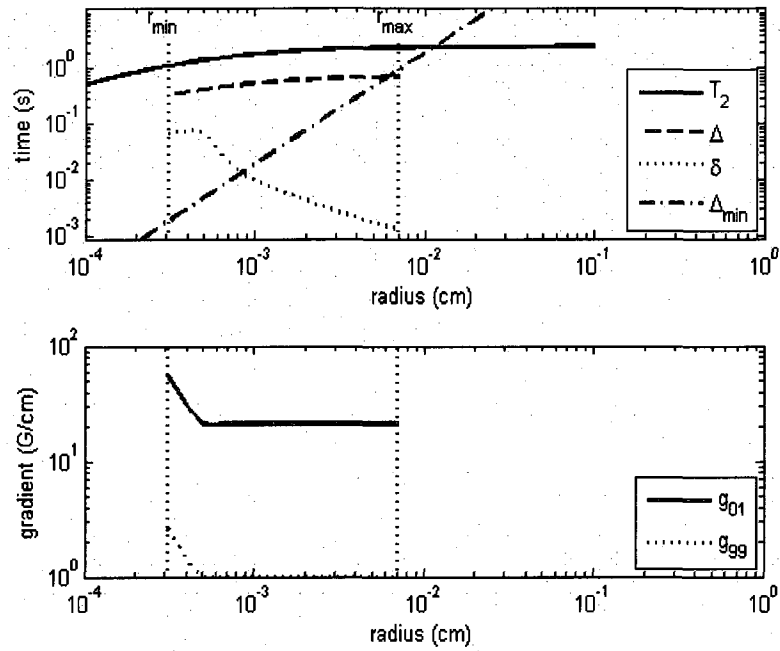 r_min r_max
time (s)
10^0
10^-1
10^-2
10^-3
T_2
Δ
δ
Δ_min
10^-4 10^-3 10^-2 10^-1 10^0
radius (cm)
gradient (G/cm)
10^2
10^1
10^0
g_01
g_99
10^-4 10^-3 10^-2 10^-1 10^0
radius (cm)